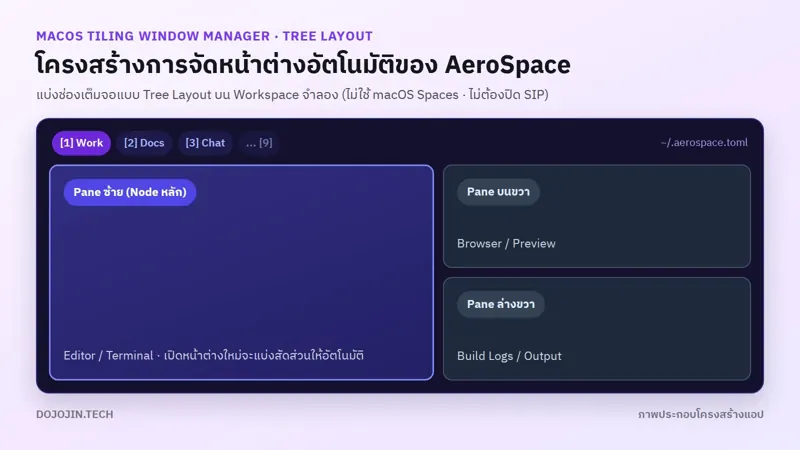 MACOS TILING WINDOW MANAGER · TREE LAYOUT
โครงสร้างการจัดหน้าต่างอัตโนมัติของ AeroSpace
แบ่งช่องเต็มจอแบบ Tree Layout บน Workspace จำลอง (ไม่ใช้ macOS Spaces · ไม่ต้องปิด SIP)
[1] Work
[2] Docs
[3] Chat
... [9]
~/.aerospace.toml
Pane ซ้าย (Node หลัก)
Editor / Terminal · เปิดหน้าต่างใหม่จะแบ่งสัดส่วนให้อัตโนมัติ
Pane บนขวา
Browser / Preview
Pane ล่างขวา
Build Logs / Output
DOJOJIN.TECH
ภาพประกอบโครงสร้างแอป